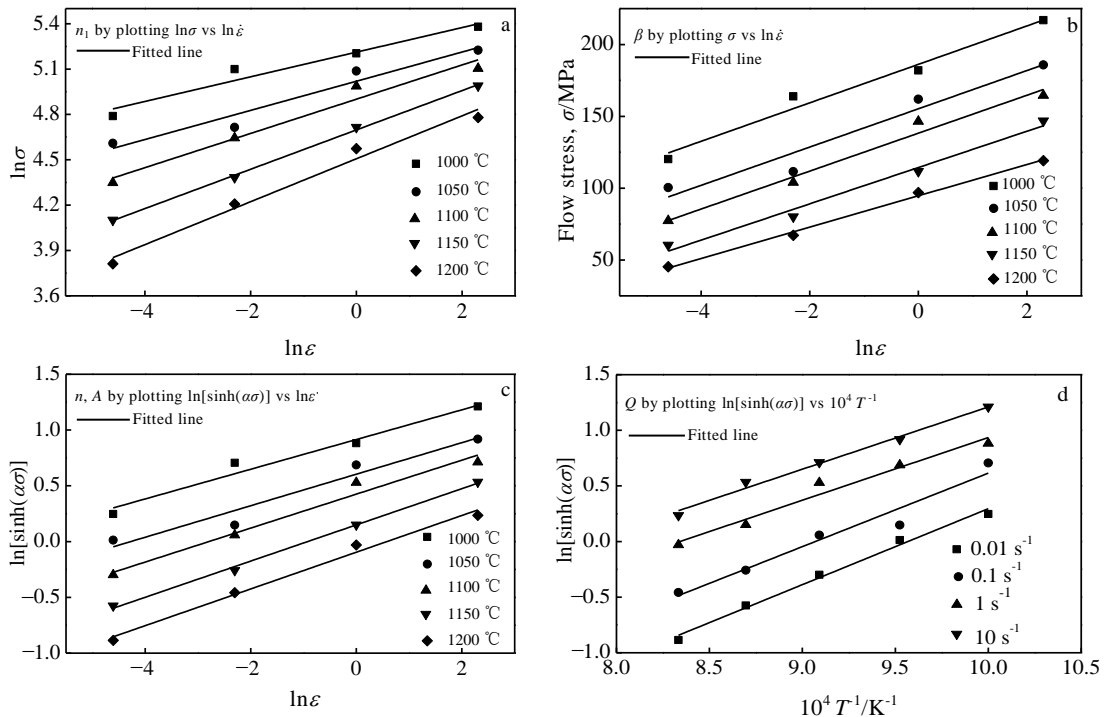 a
n₁ by plotting lnσ vs lnε̇
Fitted line
5.4
5.1
4.8
4.5
4.2
3.9
3.6
lnσ
1000 ℃
1050 ℃
1100 ℃
1150 ℃
1200 ℃
−4
−2
0
2
lnε
b
β by plotting σ vs lnε̇
Fitted line
200
150
100
50
Flow stress, σ/MPa
1000 ℃
1050 ℃
1100 ℃
1150 ℃
1200 ℃
−4
−2
0
2
lnε
c
n, A by plotting ln[sinh(ασ)] vs lnε˙
Fitted line
1.5
1.0
0.5
0.0
−0.5
−1.0
ln[sinh(ασ)]
1000 ℃
1050 ℃
1100 ℃
1150 ℃
1200 ℃
−4
−2
0
2
lnε
d
Q by plotting ln[sinh(ασ)] vs 10⁴ T⁻¹
Fitted line
1.5
1.0
0.5
0.0
−0.5
−1.0
ln[sinh(ασ)]
0.01 s⁻¹
0.1 s⁻¹
1 s⁻¹
10 s⁻¹
8.0
8.5
9.0
9.5
10.0
10.5
10⁴ T⁻¹/K⁻¹